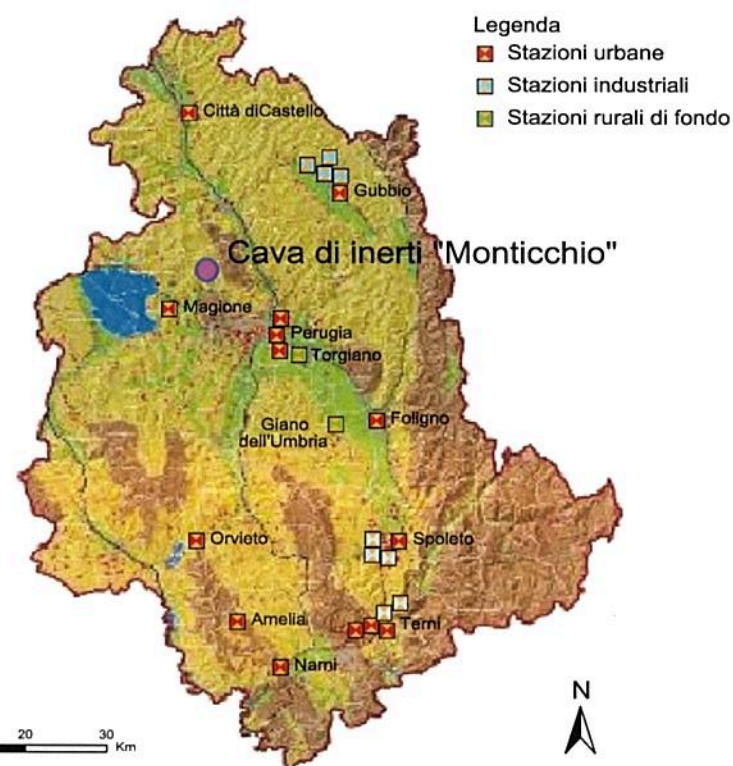 Legenda
Stazioni urbane
Stazioni industriali
Stazioni rurali di fondo
Città diCastello
Gubbio
Cava di inerti "Monticchio"
Magione
Perugia
Torgiano
Foligno
Giano
dell'Umbria
Orvieto
Spoleto
Amelia
Terni
Narni
N
20 30
Km